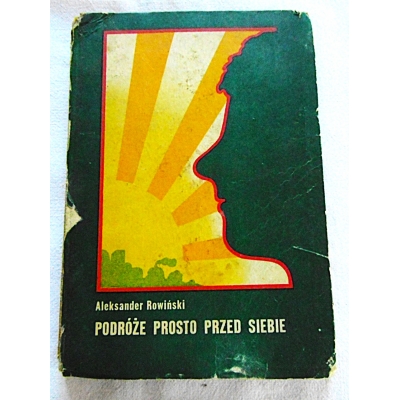 Aleksander Rowiński
PODRÓŻE PROSTO PRZED SIEBIE